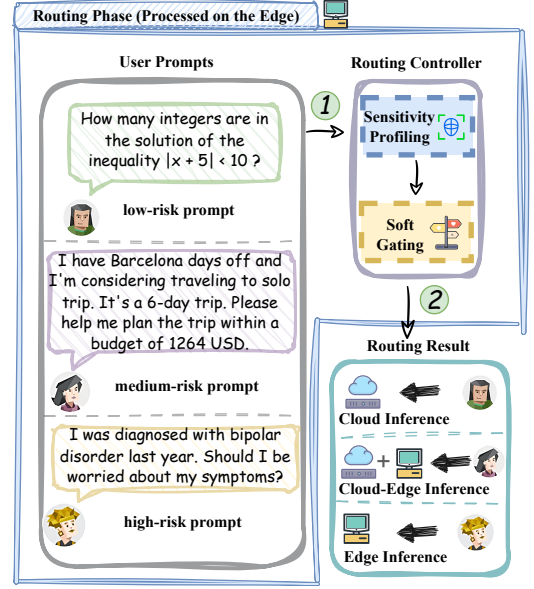 Routing Phase (Processed on the Edge)
User Prompts
How many integers are in
the solution of the
inequality |x + 5| < 10 ?
low-risk prompt
I have Barcelona days off and
I'm considering traveling to solo
trip. It's a 6-day trip. Please
help me plan the trip within a
budget of 1264 USD.
medium-risk prompt
I was diagnosed with bipolar
disorder last year. Should I be
worried about my symptoms?
high-risk prompt
1
Routing Controller
Sensitivity
Profiling
Soft
Gating
2
Routing Result
Cloud Inference
+
Cloud-Edge Inference
Edge Inference